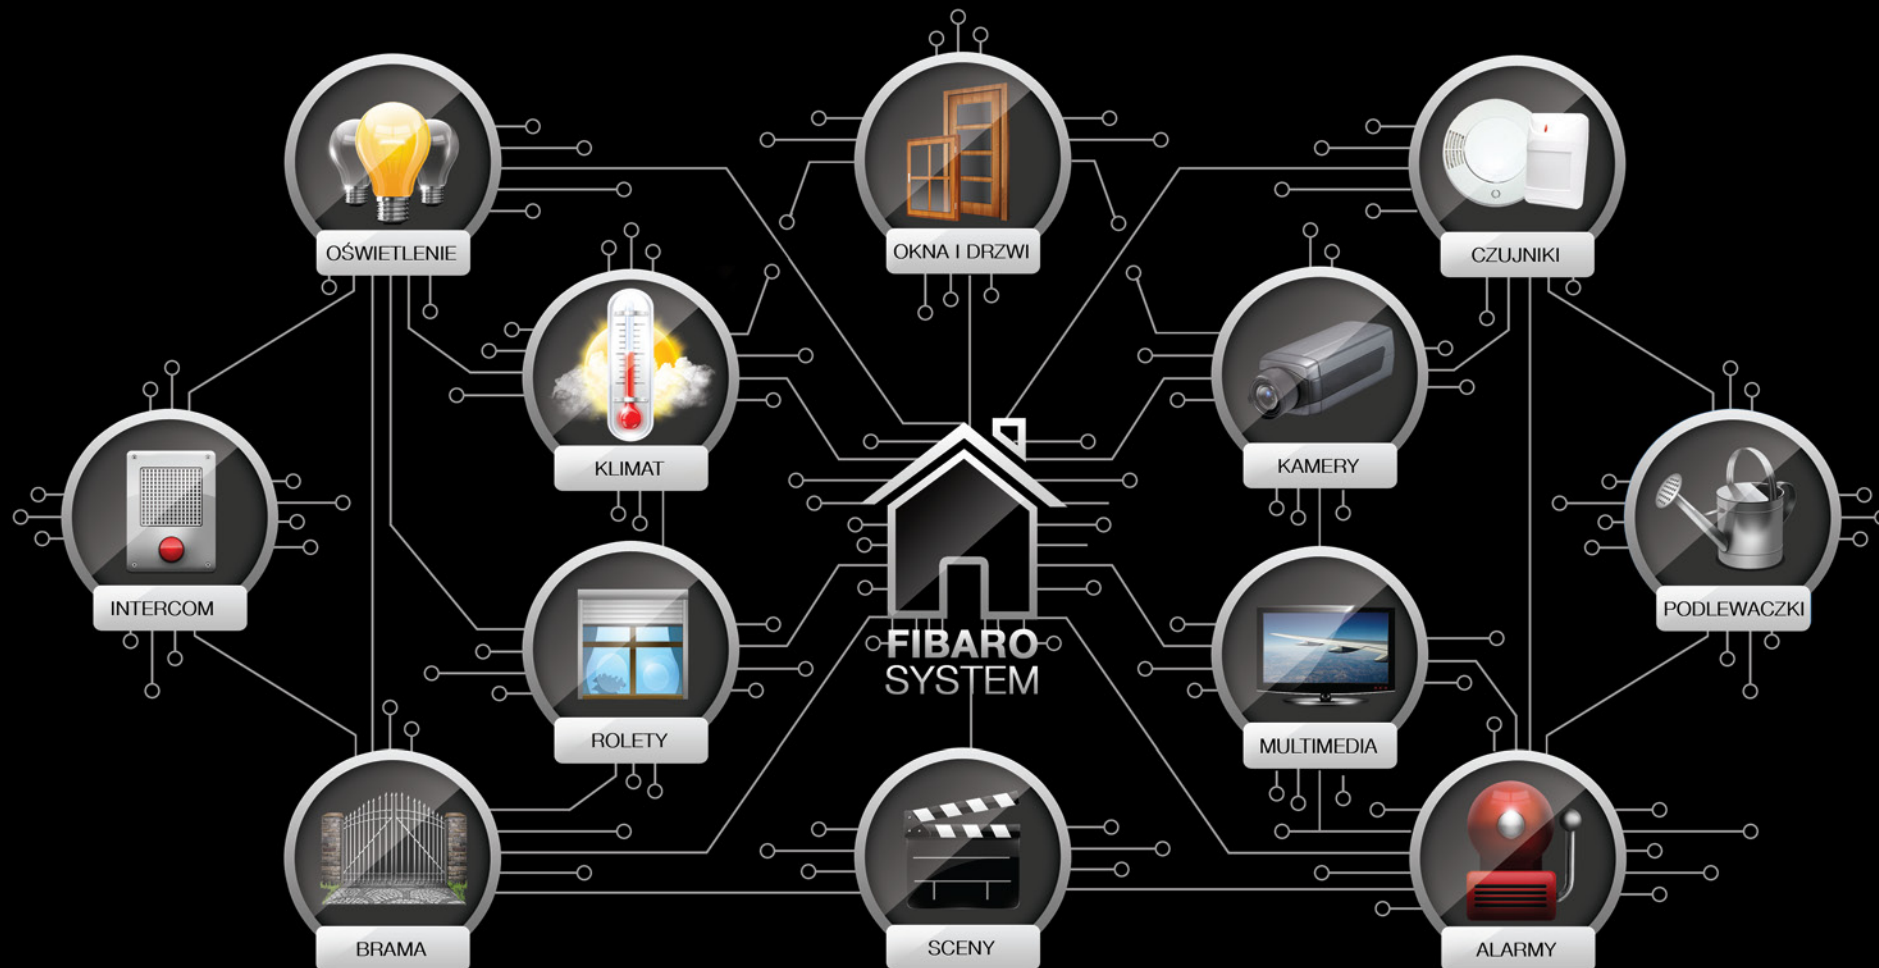 OŚWIETLENIE
OKNA I DRZWI
CZUJNIKI
KLIMAT
KAMERY
INTERCOM
PODLEWACZKI
FIBARO
SYSTEM
ROLETY
MULTIMEDIA
BRAMA
SCENY
ALARMY